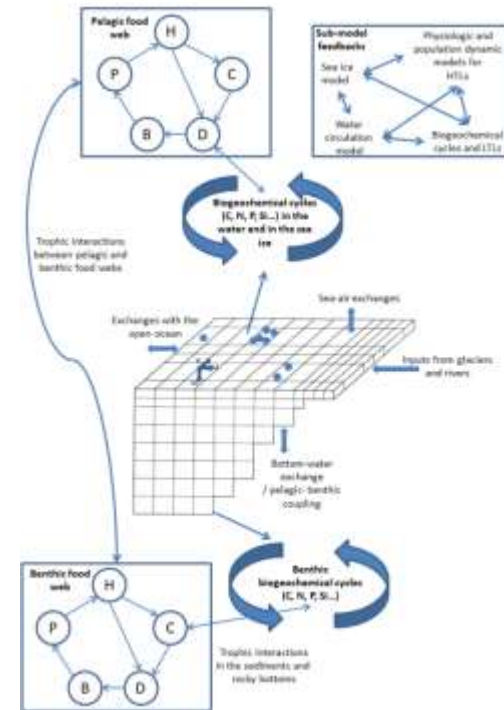 Pelagic food
web
H
P
C
B
D
Sub-model
feedbacks
Sea ice
model
Physiologic and
population dynamic
models for
HTLs
Water
circulation
model
Biogeochemical
cycles and LTLs
Biogeochemical cycles
(C, N, P, Si...) in the
water and in the sea
ice
Trophic interactions
between pelagic and
benthic food webs
Sea-air exchanges
Exchanges with the
open ocean
Inputs from glaciers
and rivers
Bottom-water
exchange
/ pelagic-benthic
coupling
Benthic food
web
H
P
C
B
D
Benthic
biogeochemical cycles
(C, N, P, Si...)
Trophic interactions
in the sediments and
rocky bottoms